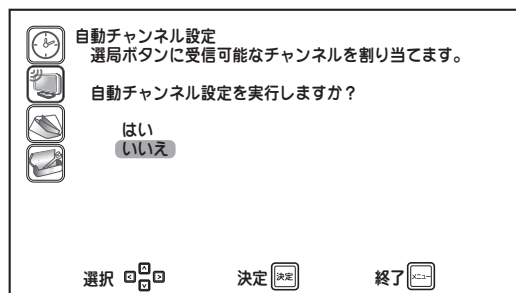 自動チャンネル設定
選局ボタンに受信可能なチャンネルを割り当てます。
自動チャンネル設定を実行しますか？
はい
いいえ
選択 決定 決定 終了 メニュー